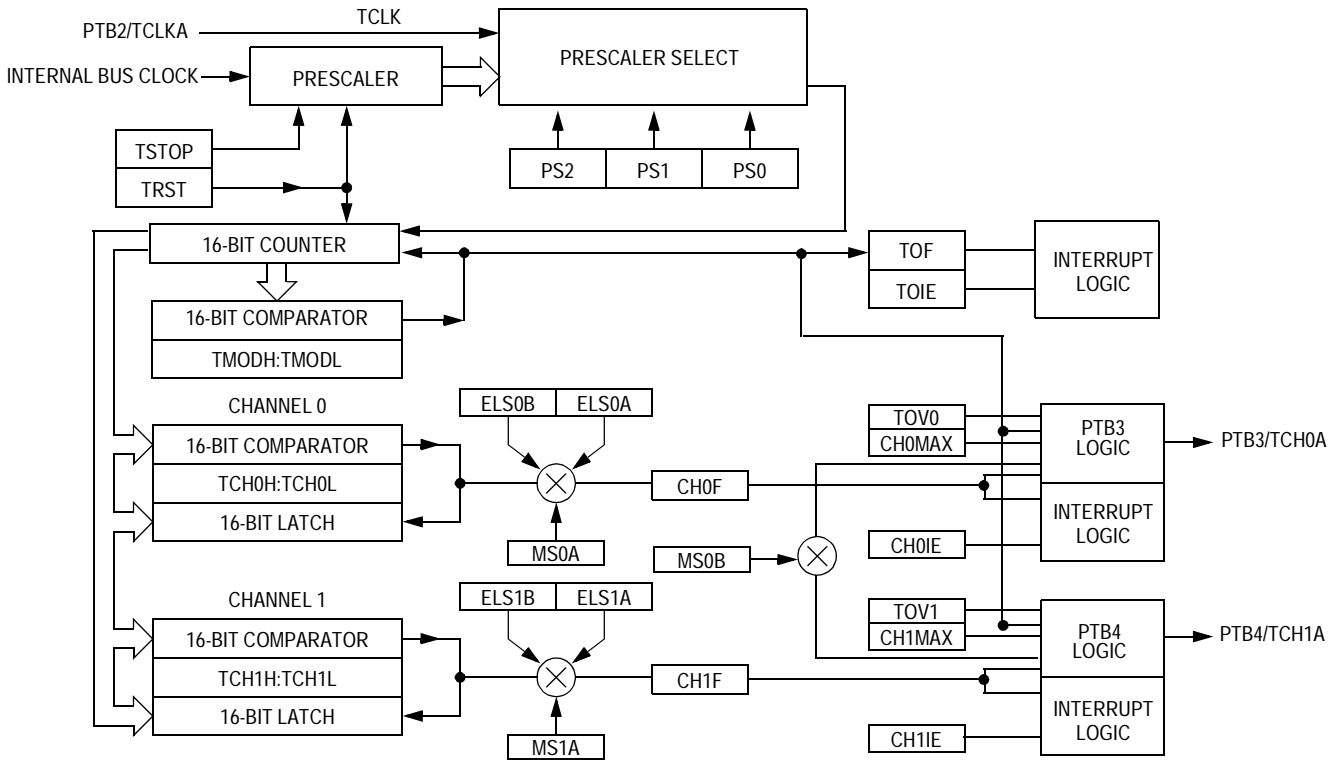 TCLK
PTB2/TCLKA
PRESCALER SELECT
INTERNAL BUS CLOCK
PRESCALER
TSTOP
TRST
PS2
PS1
PS0
16-BIT COUNTER
TOF
TOIE
INTERRUPT
LOGIC
16-BIT COMPARATOR
TMODH:TMODL
CHANNEL 0
ELS0B
ELS0A
16-BIT COMPARATOR
TCH0H:TCH0L
16-BIT LATCH
MS0A
CH0F
MS0B
TOV0
CH0MAX
PTB3
LOGIC
PTB3/TCH0A
INTERRUPT
LOGIC
CH0IE
CHANNEL 1
ELS1B
ELS1A
16-BIT COMPARATOR
TCH1H:TCH1L
16-BIT LATCH
MS1A
CH1F
TOV1
CH1MAX
PTB4
LOGIC
PTB4/TCH1A
INTERRUPT
LOGIC
CH1IE